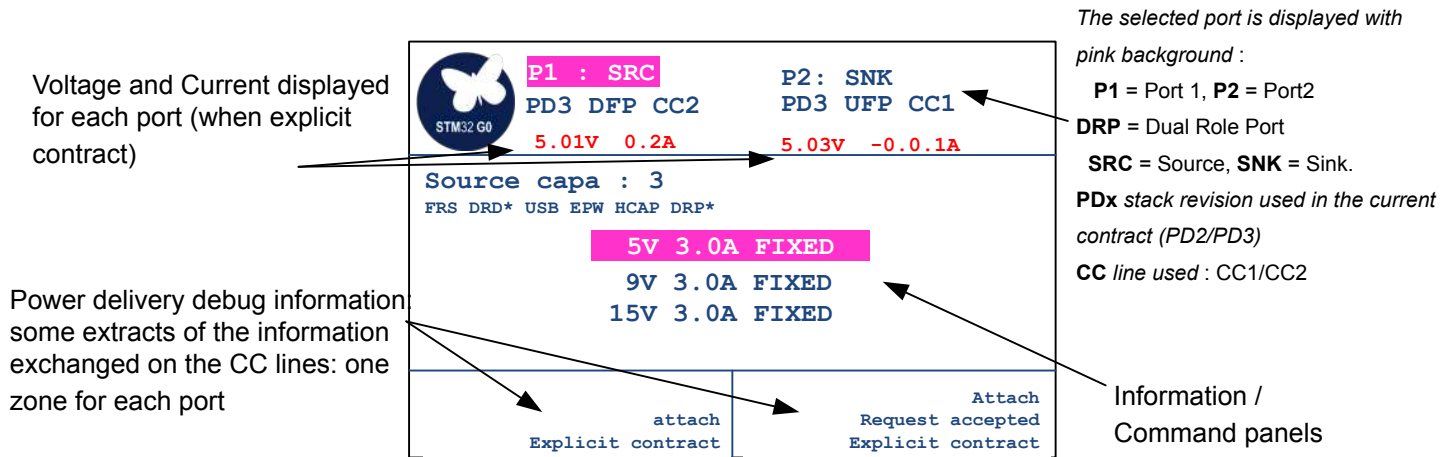 Voltage and Current displayed
for each port (when explicit
contract)
Power delivery debug information:
some extracts of the information
exchanged on the CC lines: one
zone for each port
STM32 G0
P1 : SRC
PD3 DFP CC2
5.01V 0.2A
P2: SNK
PD3 UFP CC1
5.03V -0.0.1A
Source capa : 3
FRS DRD* USB EPW HCAP DRP*
5V 3.0A FIXED
9V 3.0A FIXED
15V 3.0A FIXED
attach
Explicit contract
Attach
Request accepted
Explicit contract
The selected port is displayed with
pink background :
P1 = Port 1, P2 = Port2
DRP = Dual Role Port
SRC = Source, SNK = Sink.
PDx stack revision used in the current
contract (PD2/PD3)
CC line used : CC1/CC2
Information /
Command panels